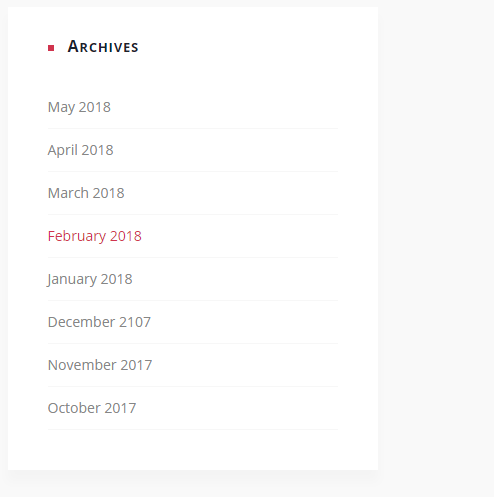 Archives
May 2018
April 2018
March 2018
February 2018
January 2018
December 2107
November 2017
October 2017